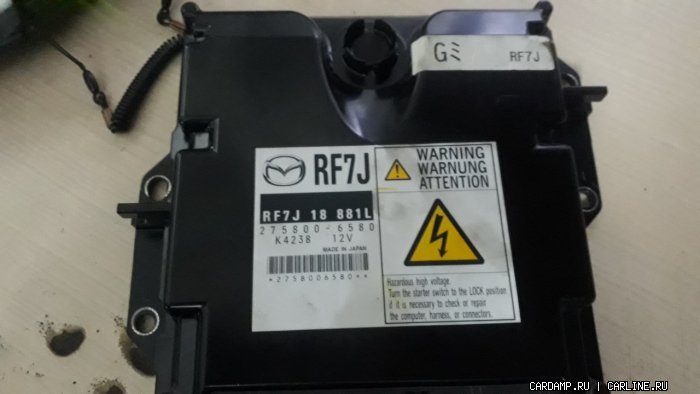 GΞ RF7J
RF7J
RF7J 18 881L
275800-6580
K4238 12V
MADE IN JAPAN
*2758006580**
WARNING
WARNUNG
ATTENTION
Hazardous high voltage.
Turn the starter switch to the LOCK position
if it is necessary to check or repair
the computer, harness, or connectors.
CARDAMP.RU | CARLINE.RU